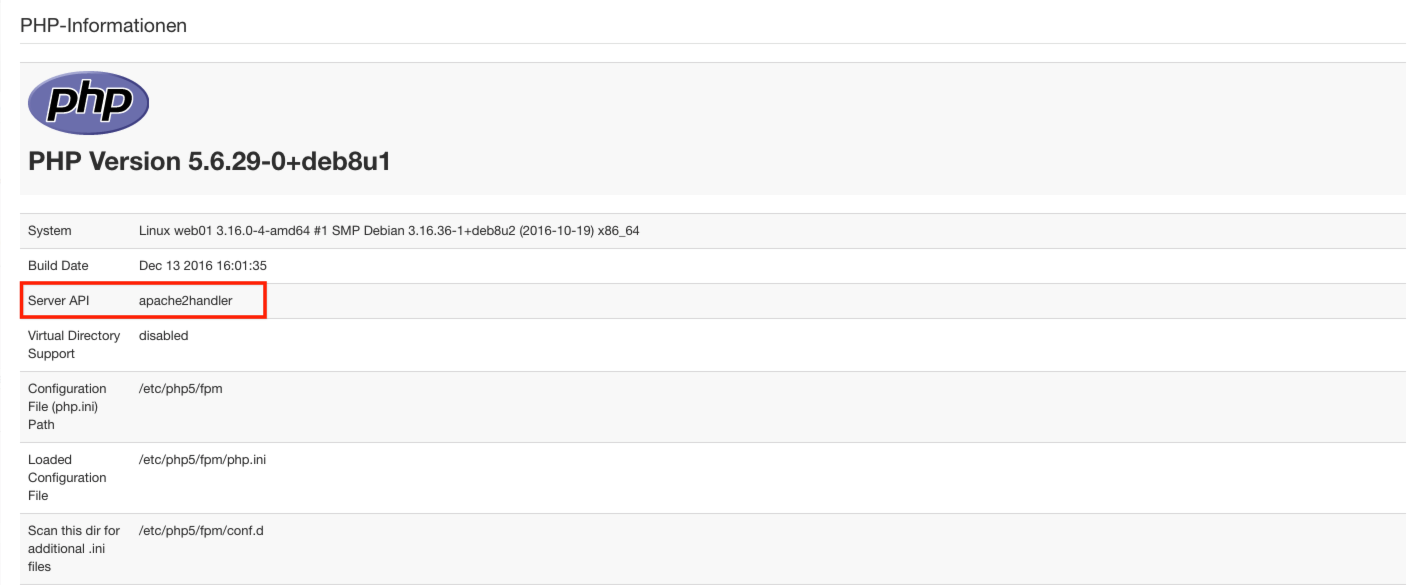 PHP-Informationen
php
PHP Version 5.6.29-0+deb8u1
System Linux web01 3.16.0-4-amd64 #1 SMP Debian 3.16.36-1+deb8u2 (2016-10-19) x86_64
Build Date Dec 13 2016 16:01:35
Server API apache2handler
Virtual Directory disabled
Support
Configuration /etc/php5/fpm
File (php.ini)
Path
Loaded /etc/php5/fpm/php.ini
Configuration
File
Scan this dir for /etc/php5/fpm/conf.d
additional .ini
files